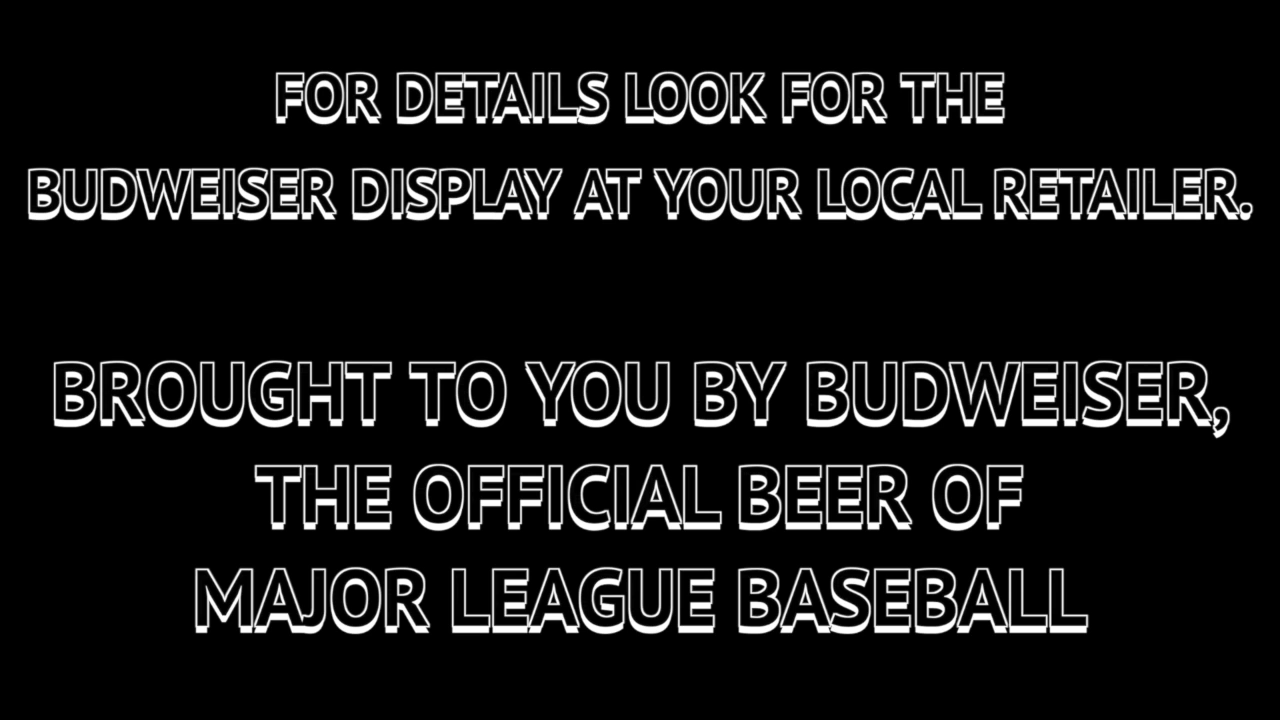 FOR DETAILS LOOK FOR THE
BUDWEISER DISPLAY AT YOUR LOCAL RETAILER.
BROUGHT TO YOU BY BUDWEISER,
THE OFFICIAL BEER OF
MAJOR LEAGUE BASEBALL